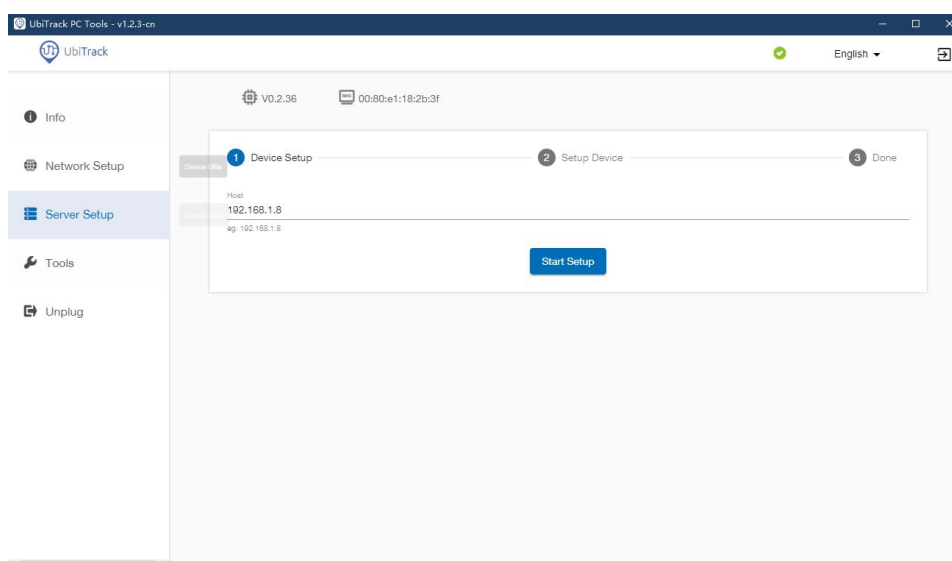 UbiTrack PC Tools - v1.2.3-cn
UbiTrack
English
V0.2.36
00:80:e1:18:2b:3f
Info
Network Setup
Server Setup
Tools
Unplug
Device Utils
1 Device Setup
2 Setup Device
3 Done
Host
192.168.1.8
eg. 192.168.1.8
Start Setup